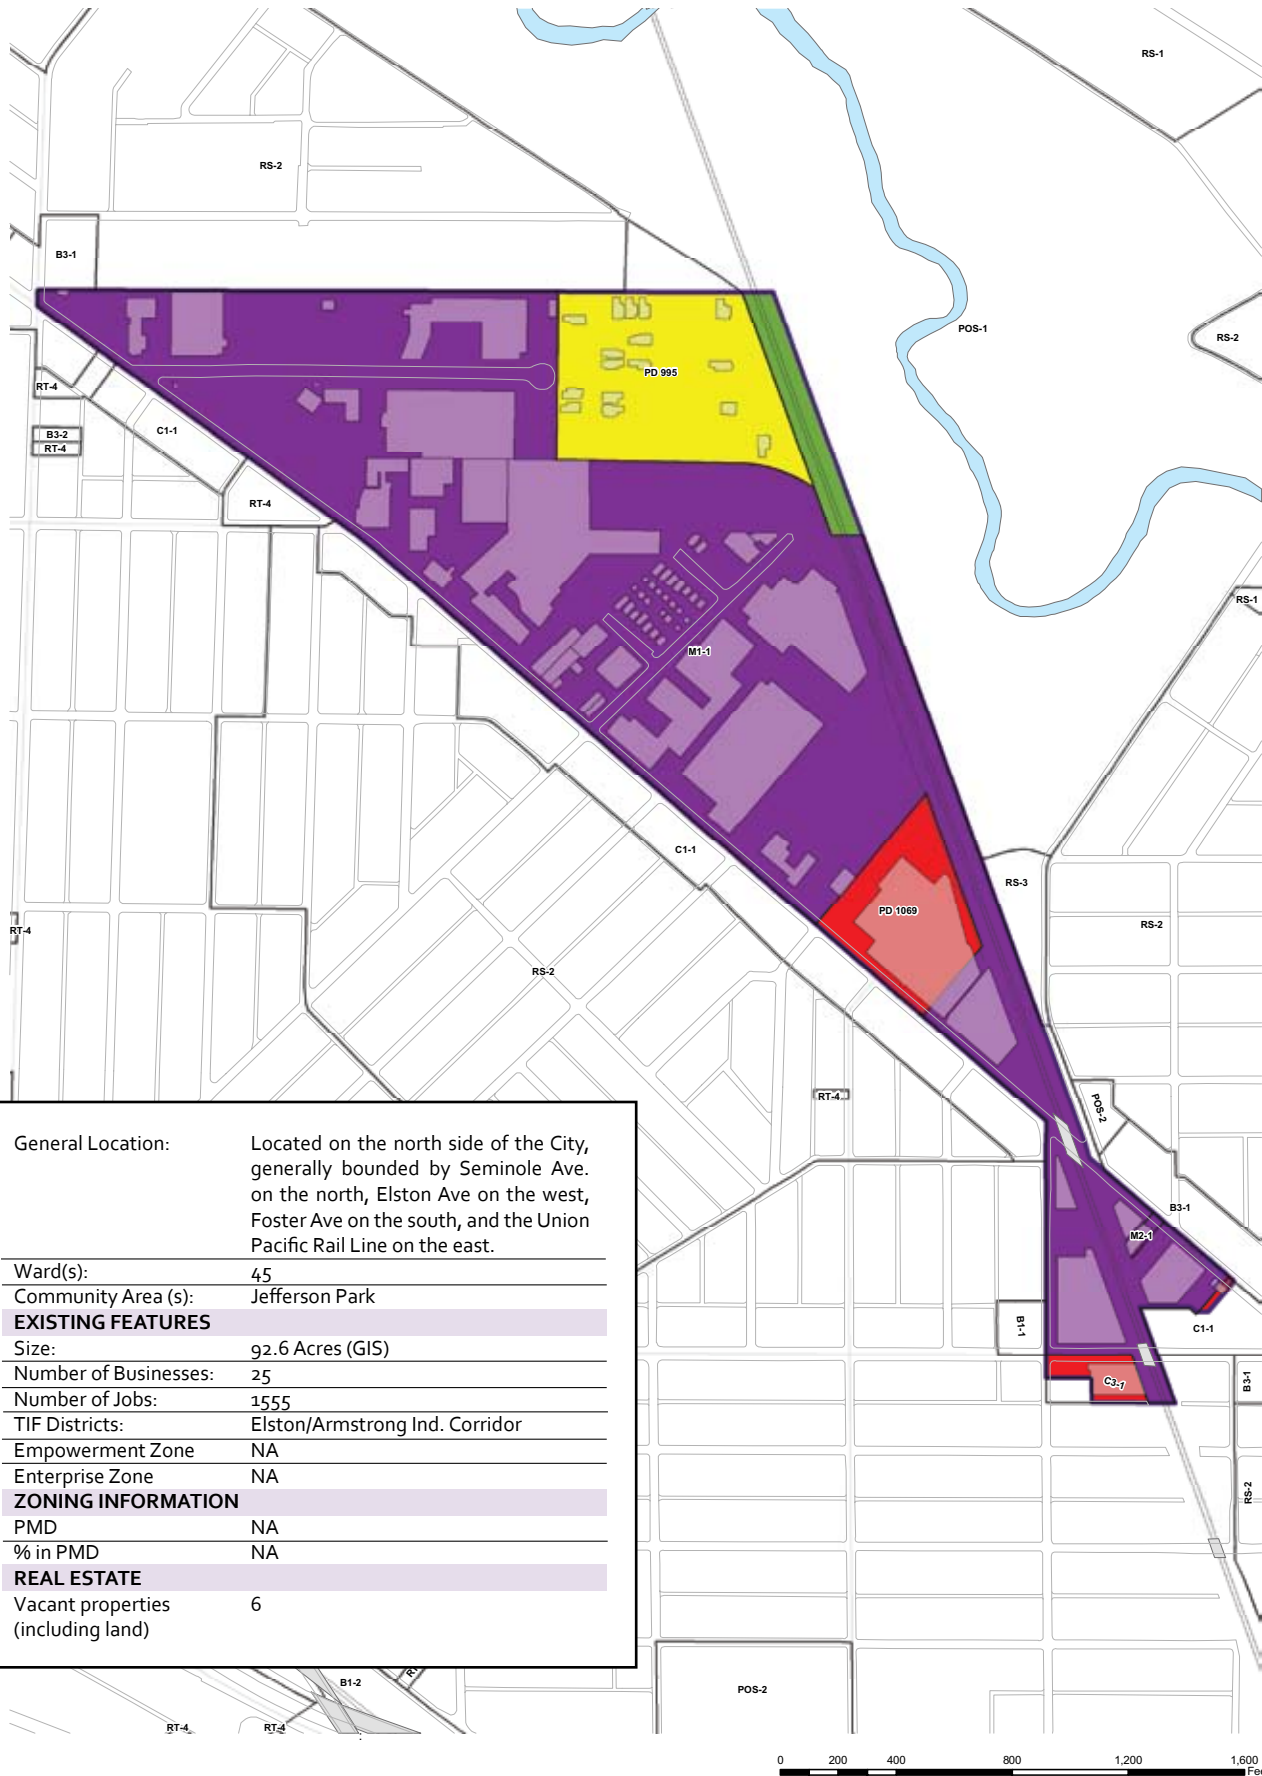 RS-1
RS-2
B3-1
POS-1
RS-2
PD 995
RT-4
C1-1
B3-2
RT-4
RT-4
RS-1
M1-1
C1-1
RS-3
PD 1069
RS-2
RT-4
RS-2
RT-4
POS-2
B3-1
M2-1
B1-1
C1-1
C3-1
B3-1
RS-2
General Location: Located on the north side of the City,
generally bounded by Seminole Ave.
on the north, Elston Ave on the west,
Foster Ave on the south, and the Union
Pacific Rail Line on the east.
Ward(s): 45
Community Area (s): Jefferson Park
EXISTING FEATURES
Size: 92.6 Acres (GIS)
Number of Businesses: 25
Number of Jobs: 1555
TIF Districts: Elston/Armstrong Ind. Corridor
Empowerment Zone NA
Enterprise Zone NA
ZONING INFORMATION
PMD NA
% in PMD NA
REAL ESTATE
Vacant properties 6
(including land)
B1-2
POS-2
RT-4
RT-4
0 200 400 800 1,200 1,600